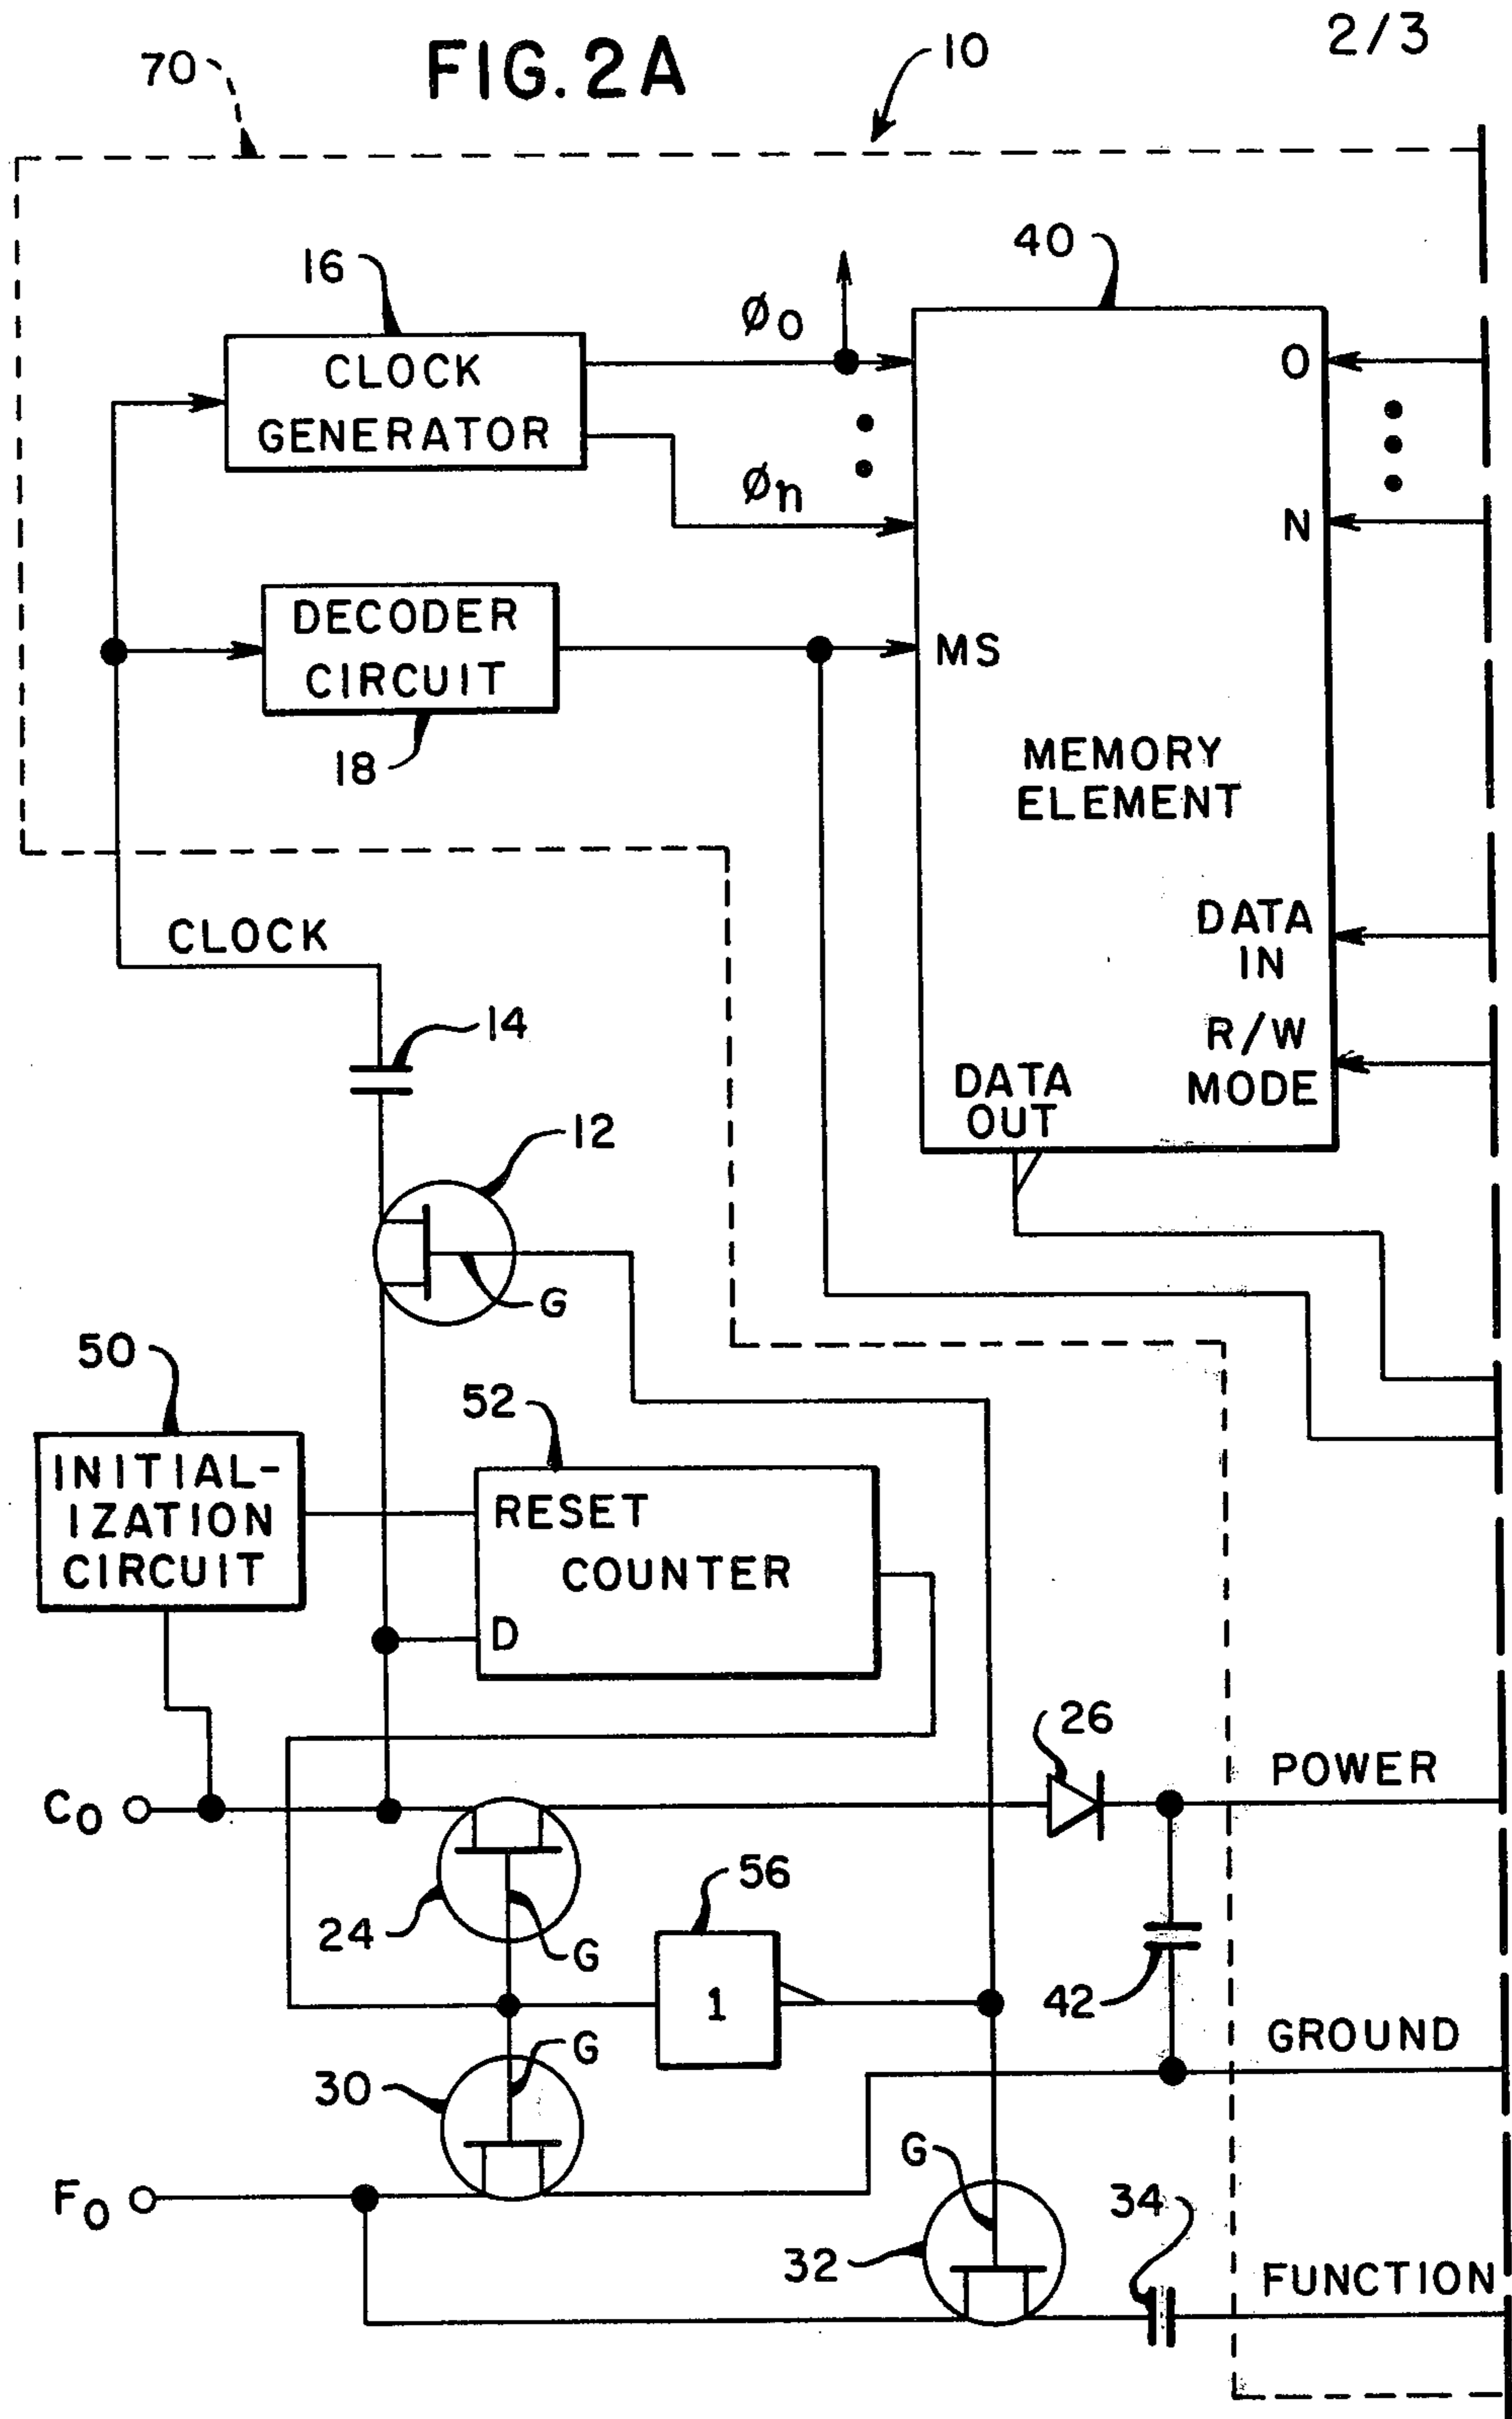 2/3
FIG. 2A
70
10
16
40
CLOCK
GENERATOR
Ø0
Øn
O
N
DECODER
CIRCUIT
18
MS
MEMORY
ELEMENT
CLOCK
DATA
IN
R/W
MODE
DATA
OUT
14
12
G
50
52
INITIAL-
IZATION
CIRCUIT
RESET
COUNTER
D
26
POWER
C0
24
G
56
1
42
GROUND
G
30
F0
G
32
34
FUNCTION